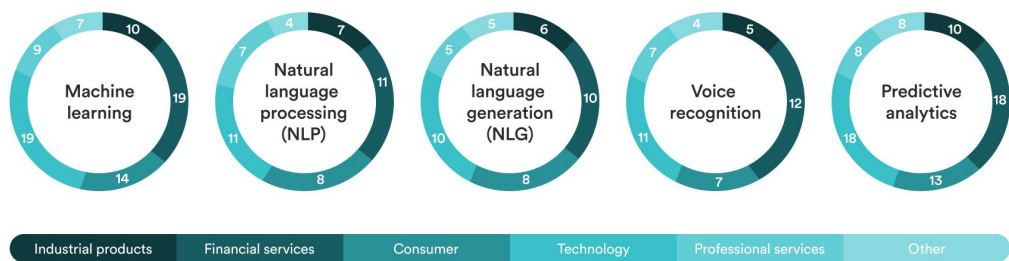 7 10
9
Machine
learning
19
19
14
4 7
7
Natural
language
processing
(NLP)
11
11
8
5 6
5
Natural
language
generation
(NLG)
10
10
8
4 5
7
Voice
recognition
12
11
7
8 10
8
Predictive
analytics
18
18
13
Industrial products
Financial services
Consumer
Technology
Professional services
Other